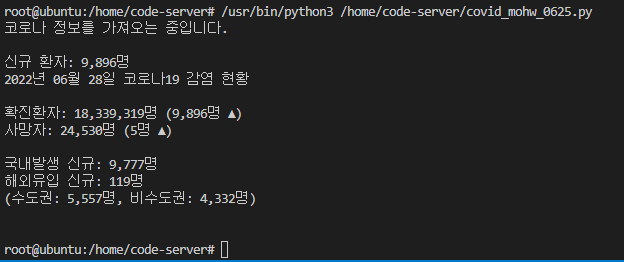 root@ubuntu:/home/code-server# /usr/bin/python3 /home/code-server/covid_mohw_0625.py
코로나 정보를 가져오는 중입니다.
신규 환자: 9,896명
2022년 06월 28일 코로나19 감염 현황
확진환자: 18,339,319명 (9,896명 ▲)
사망자: 24,530명 (5명 ▲)
국내발생 신규: 9,777명
해외유입 신규: 119명
(수도권: 5,557명, 비수도권: 4,332명)
root@ubuntu:/home/code-server#